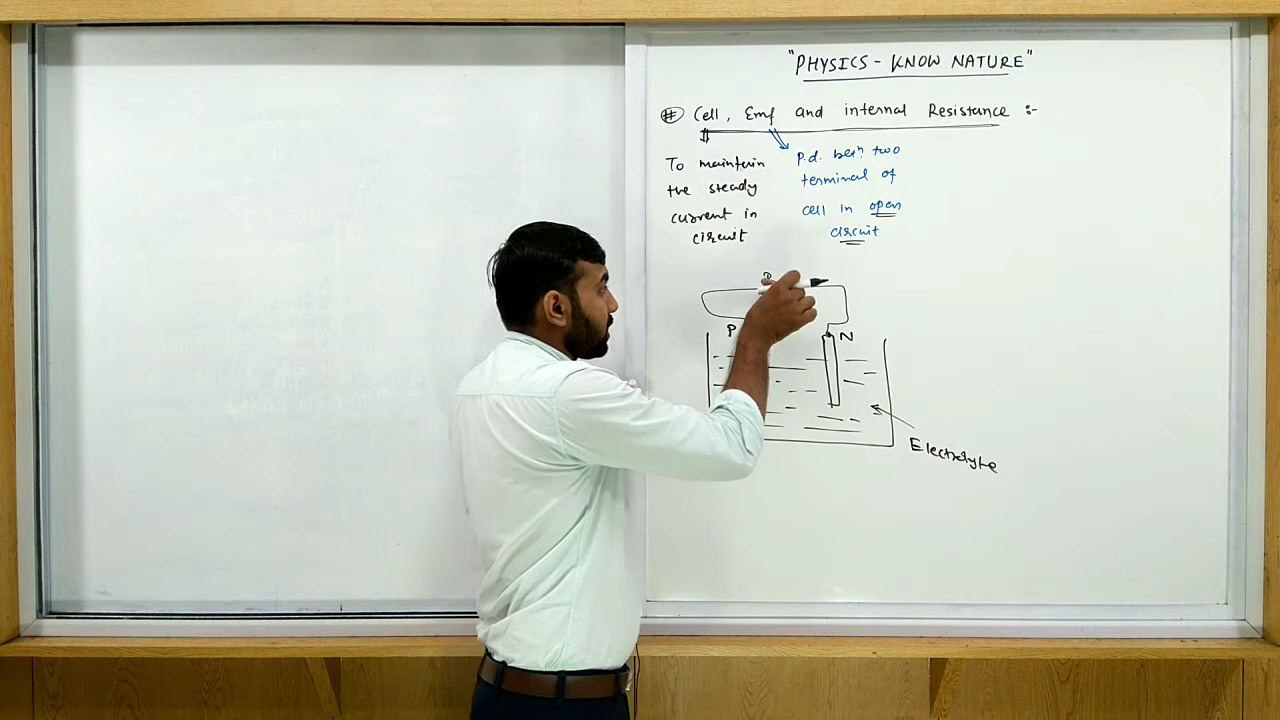 "PHYSICS - KNOW NATURE"
# Cell, Emf and internal Resistance :-
To maintain
the steady
current in
circuit
P.d. betn. two
terminal of
cell in open
circuit
P
N
Electrolyte